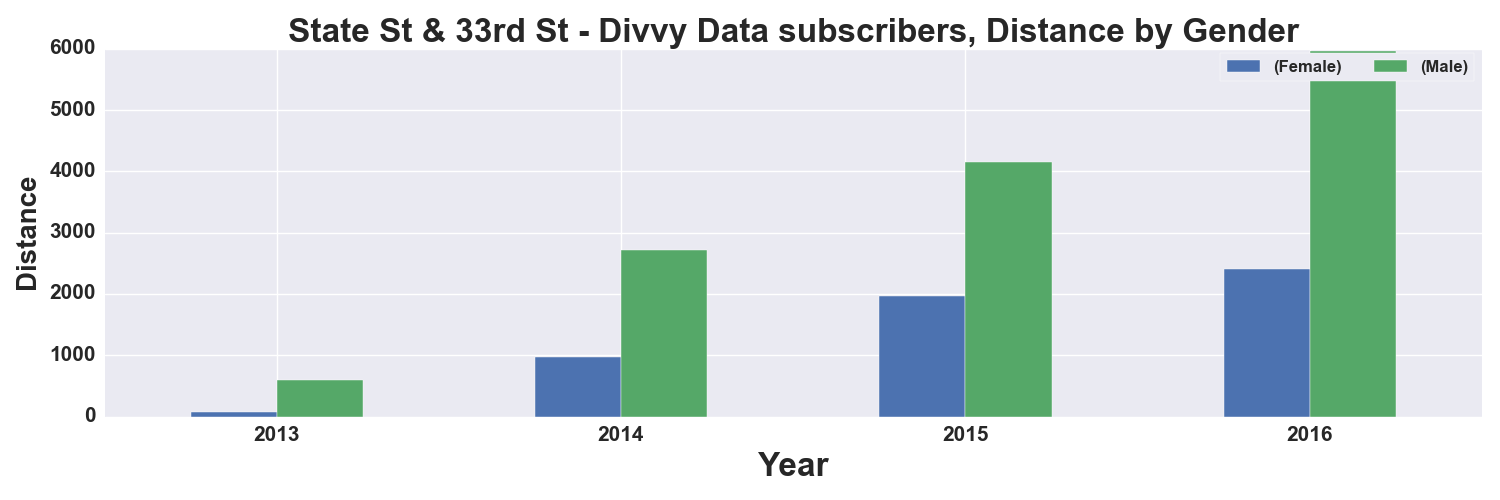 State St & 33rd St - Divvy Data subscribers, Distance by Gender
(Female) (Male)
6000
5000
4000
3000
2000
1000
0
Distance
2013 2014 2015 2016
Year